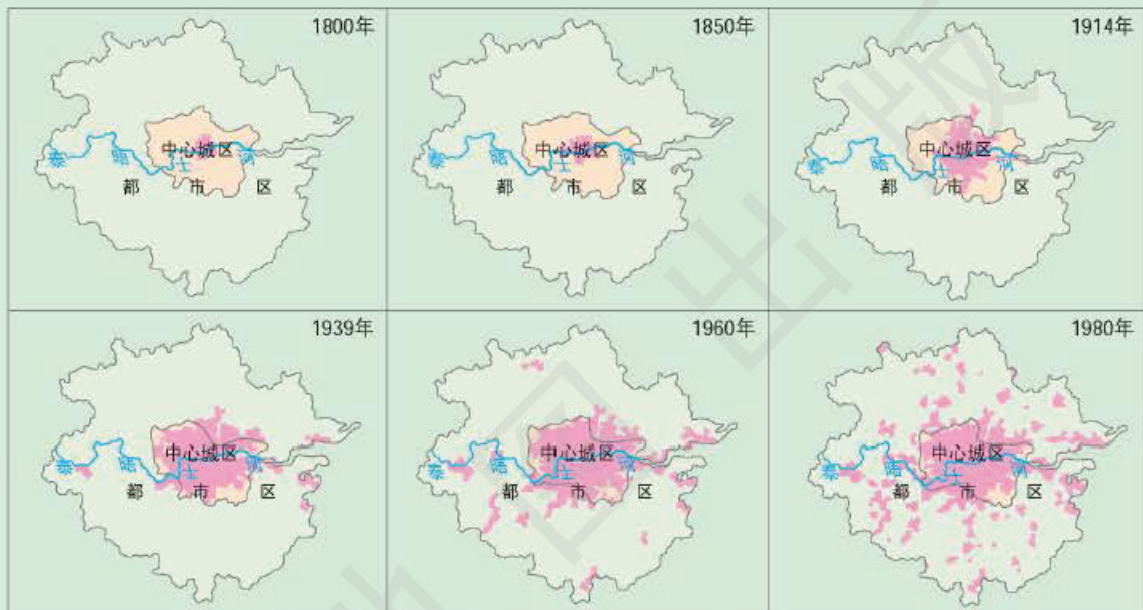 1800年
中心城区
泰晤士河
都市区
1850年
中心城区
泰晤士河
都市区
1914年
中心城区
泰晤士河
都市区
1939年
中心城区
泰晤士河
都市区
1960年
中心城区
泰晤士河
都市区
1980年
中心城区
泰晤士河
都市区